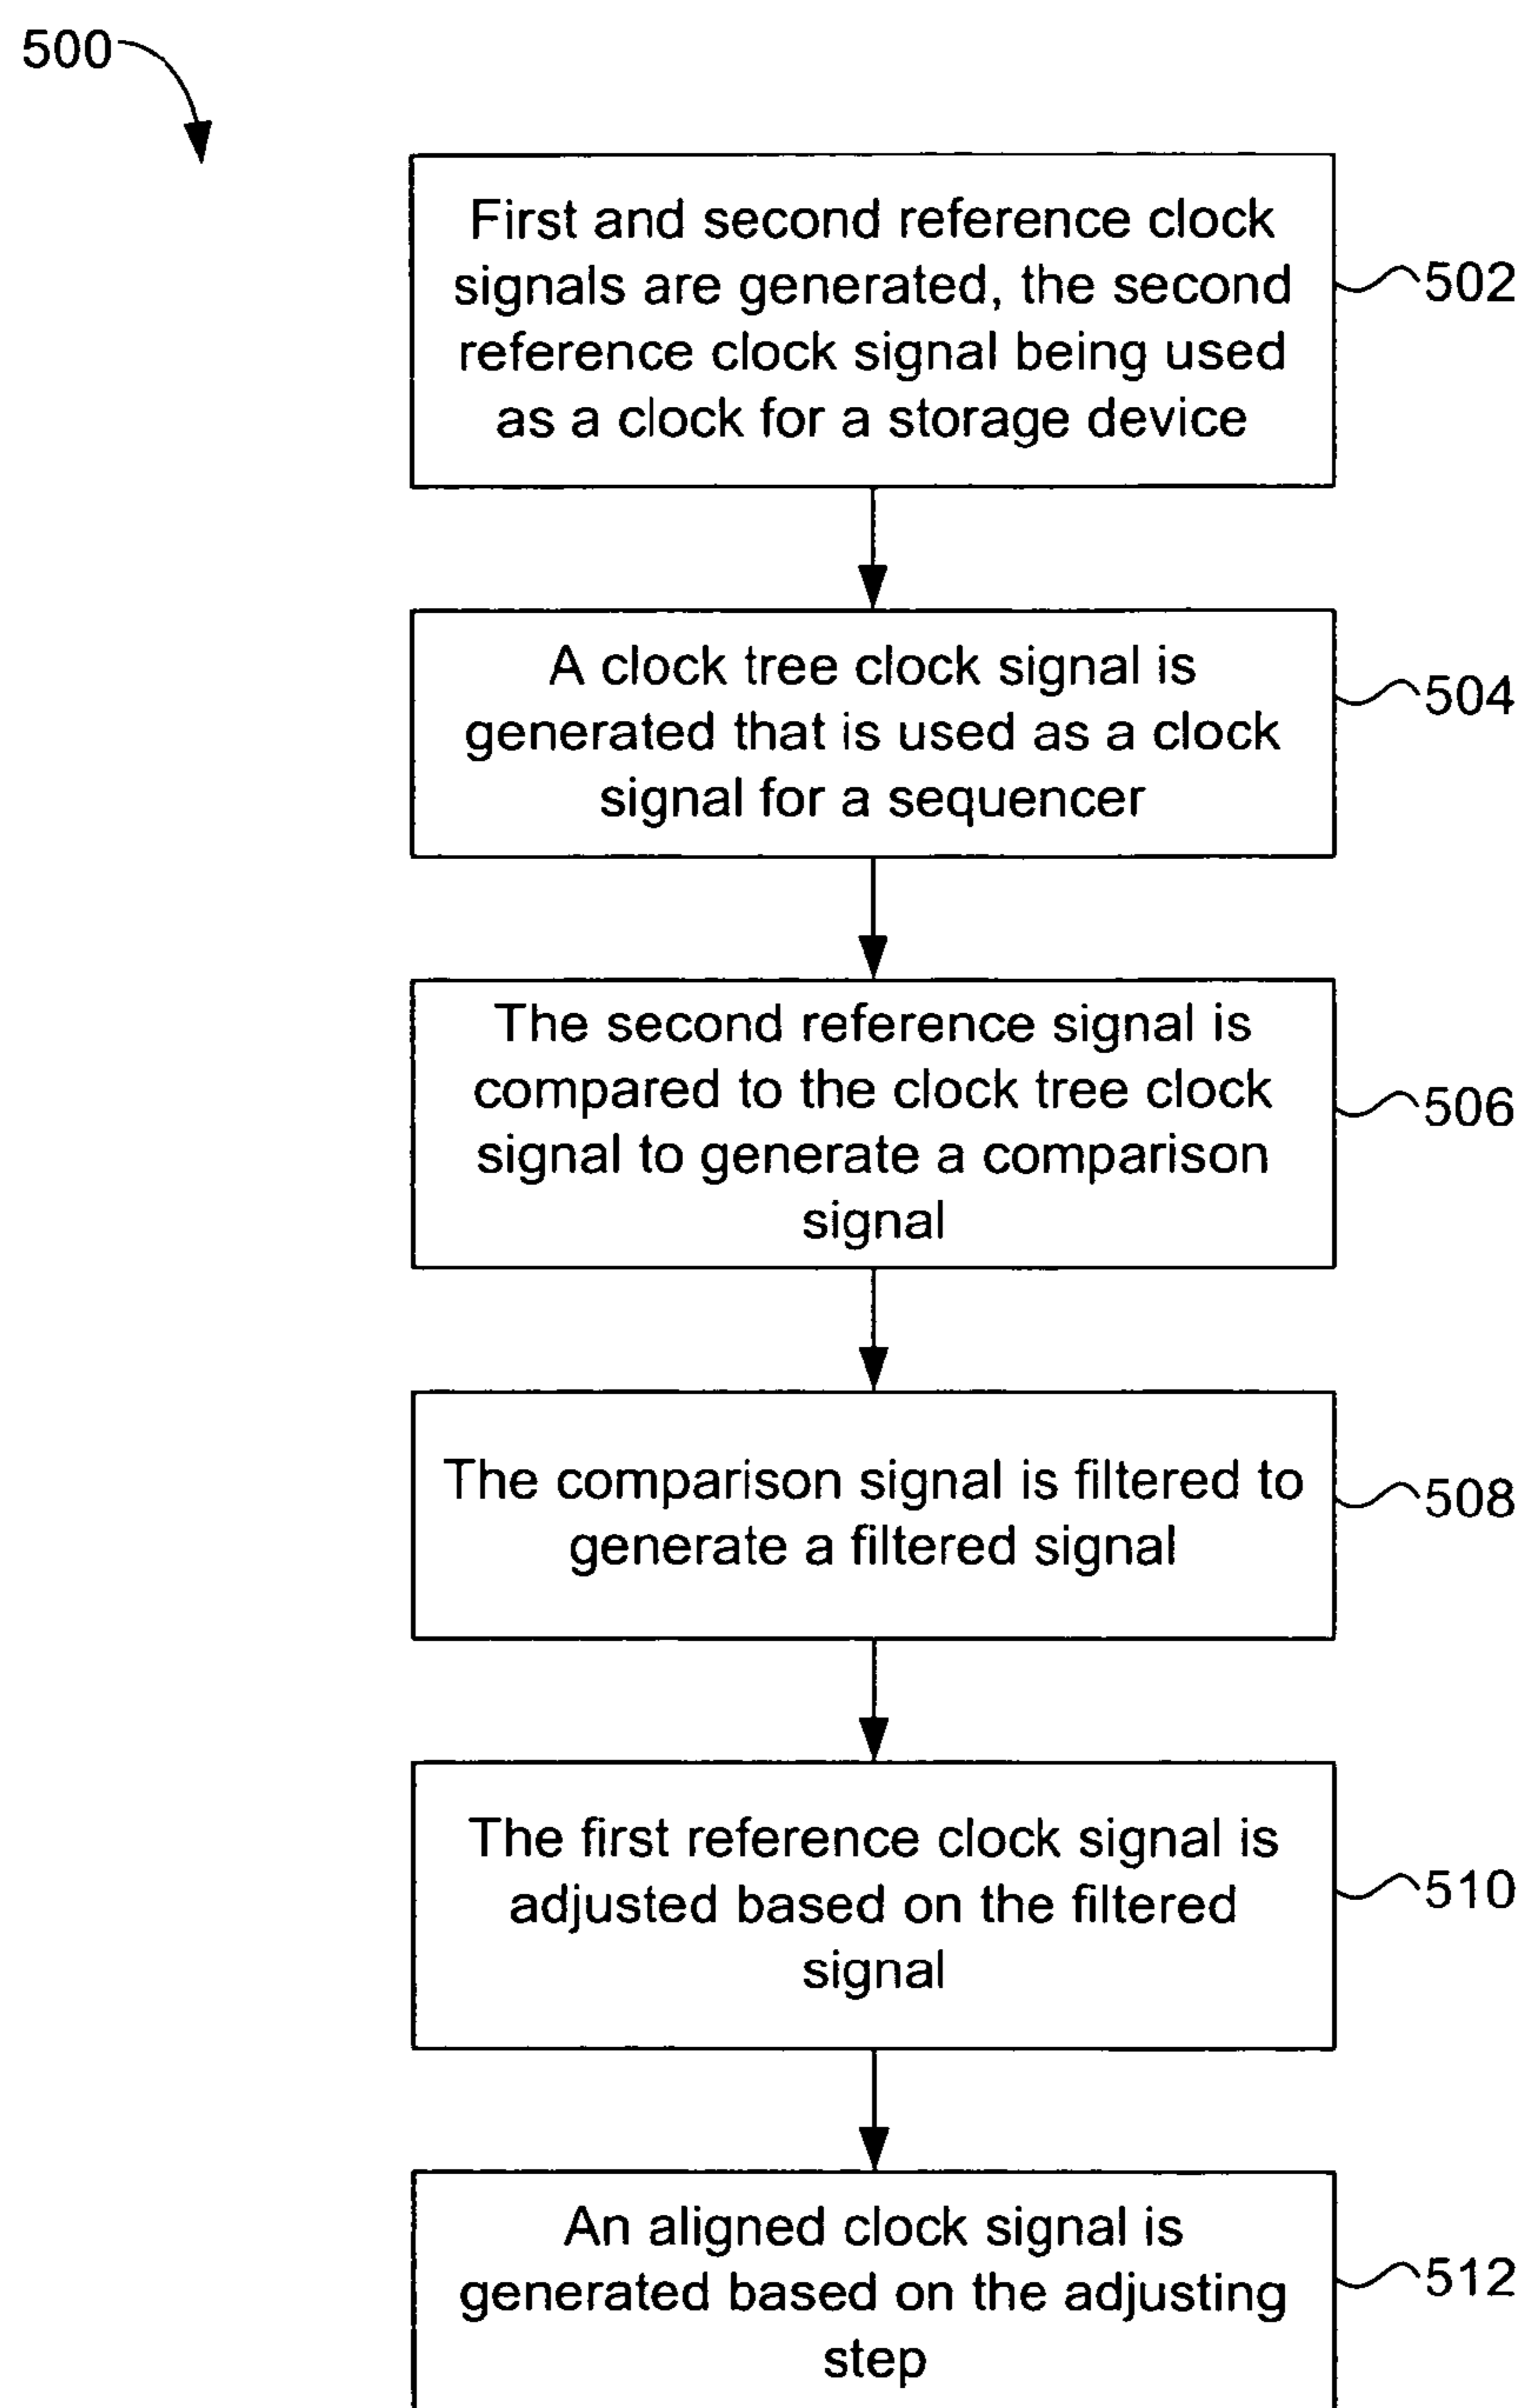 500
First and second reference clock
signals are generated, the second
reference clock signal being used
as a clock for a storage device
502
A clock tree clock signal is
generated that is used as a clock
signal for a sequencer
504
The second reference signal is
compared to the clock tree clock
signal to generate a comparison
signal
506
The comparison signal is filtered to
generate a filtered signal
508
The first reference clock signal is
adjusted based on the filtered
signal
510
An aligned clock signal is
generated based on the adjusting
step
512